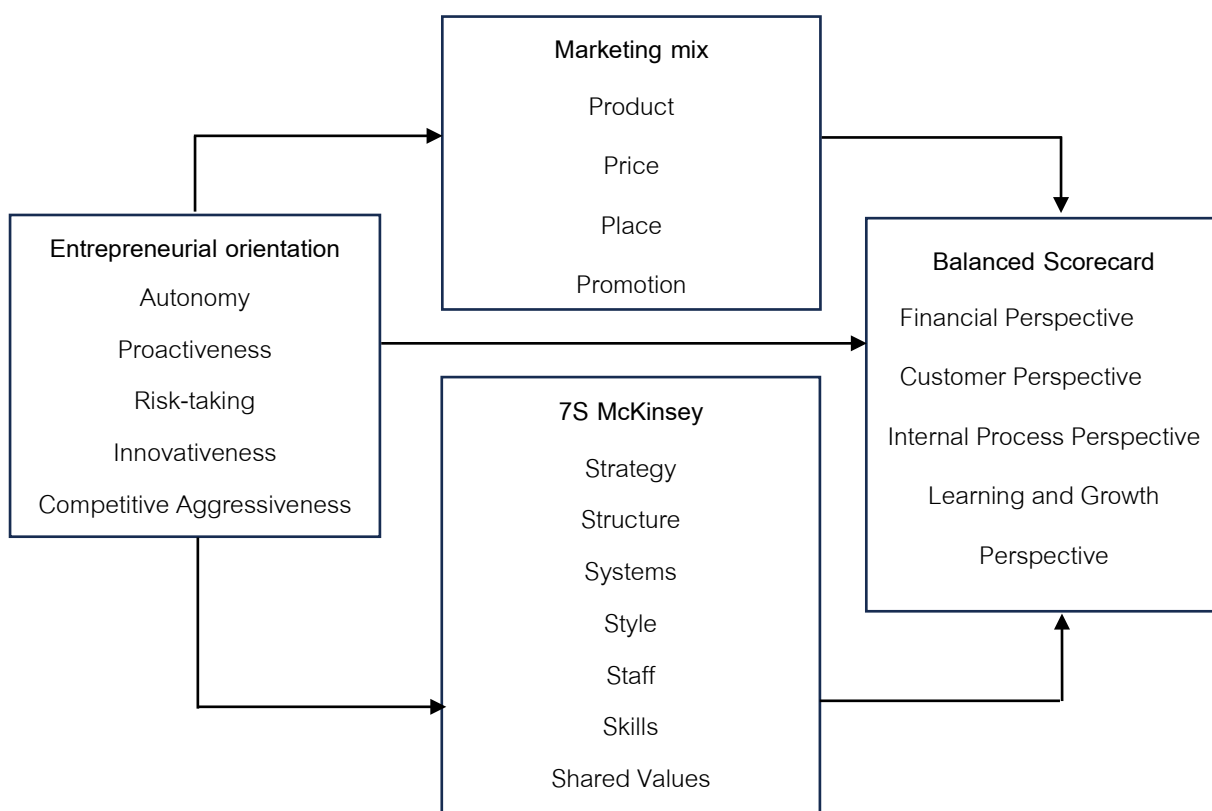 Marketing mix
Product
Price
Place
Promotion
Entrepreneurial orientation
Autonomy
Proactiveness
Risk-taking
Innovativeness
Competitive Aggressiveness
7S McKinsey
Strategy
Structure
Systems
Style
Staff
Skills
Shared Values
Balanced Scorecard
Financial Perspective
Customer Perspective
Internal Process Perspective
Learning and Growth
Perspective